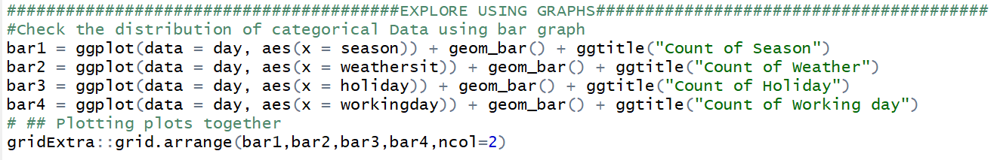 ########################################EXPLORE USING GRAPHS########################################
#Check the distribution of categorical Data using bar graph
bar1 = ggplot(data = day, aes(x = season)) + geom_bar() + ggtitle("Count of Season")
bar2 = ggplot(data = day, aes(x = weathersit)) + geom_bar() + ggtitle("Count of Weather")
bar3 = ggplot(data = day, aes(x = holiday)) + geom_bar() + ggtitle("Count of Holiday")
bar4 = ggplot(data = day, aes(x = workingday)) + geom_bar() + ggtitle("Count of Working day")
# ## Plotting plots together
gridExtra::grid.arrange(bar1,bar2,bar3,bar4,ncol=2)